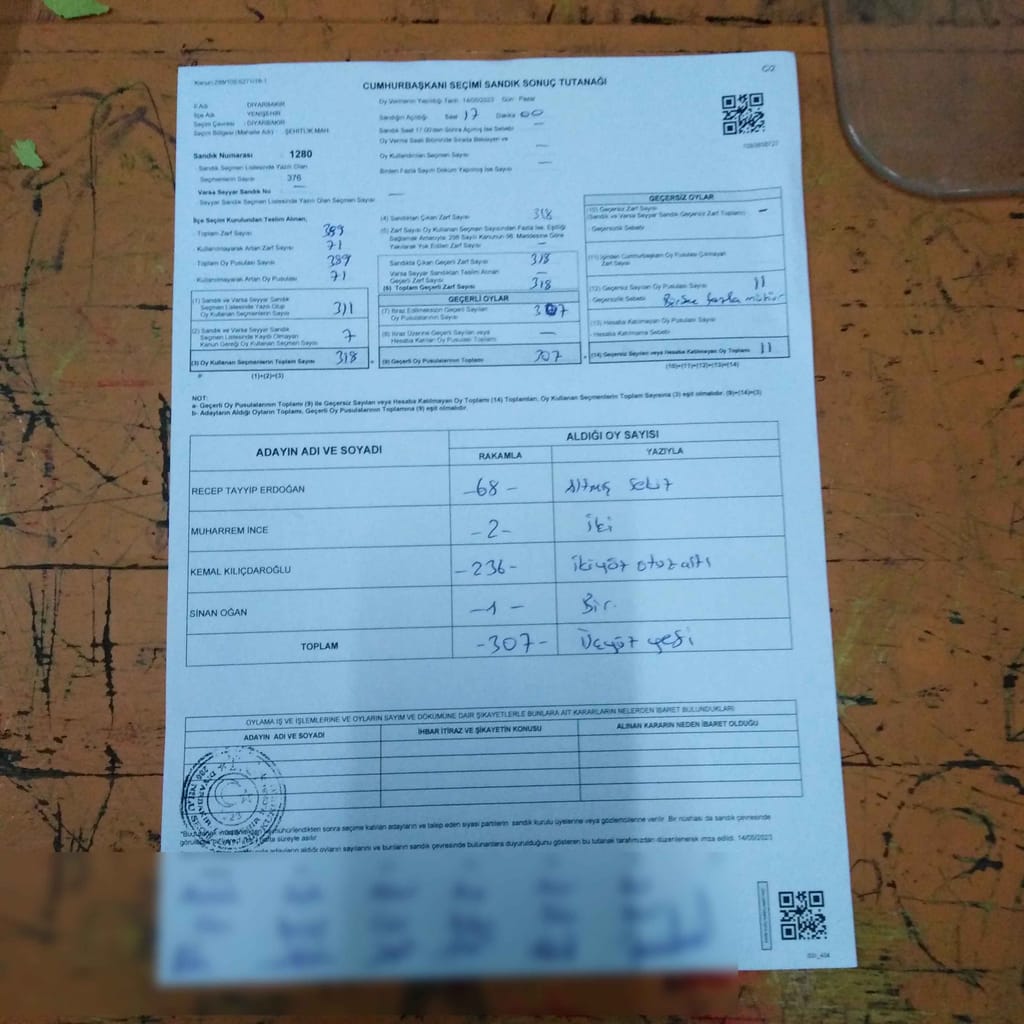 CUMHURBAŞKANI SEÇİMİ SANDIK SONUÇ TUTANAĞI
İl Adı : DİYARBAKIR
İlçe Adı : YENİŞEHİR
Seçim Çevresi : DİYARBAKIR
Seçim Bölgesi (Mahalle Adı) : ŞEHİTLİK MAH.
Oy Vermenin Yapıldığı Tarih: 14/05/2023 Gün : Pazar
Sandığın Açıldığı: Saat 17 Dakika 00
Sandık Saat 17.00'den Sonra Açılmış İse Sebebi
Oy Verme Saati Bitiminde Sırada Bekleyen ve
Oy Kullandırılan Seçmen Sayısı
Birden Fazla Sayım Döküm Yapılmış İse Sayısı
Sandık Numarası : 1280
Sandık Seçmen Listesinde Yazılı Olan
Seçmenlerin Sayısı 376
Varsa Seyyar Sandık No
Seyyar Sandık Seçmen Listesinde Yazılı Olan Seçmen Sayısı
İlçe Seçim Kurulundan Teslim Alınan,
Toplam Zarf Sayısı 389
Kullanılmayarak Artan Zarf Sayısı 71
Toplam Oy Pusulası Sayısı 389
Kullanılmayarak Artan Oy Pusulası 71
(1) Sandık ve Varsa Seyyar Sandık
Seçmen Listesinde Yazılı Olup
Oy Kullanan Seçmenlerin Sayısı 311
(2) Sandık ve Varsa Seyyar Sandık
Seçmen Listesinde Kayıtlı Olmayan
Kanun Gereği Oy Kullanan Seçmen Sayısı 7
(3) Oy Kullanan Seçmenlerin Toplam Sayısı 318
(1)+(2)=(3)
(4) Sandıktan Çıkan Zarf Sayısı 318
(5) Zarf Sayısı Oy Kullanan Seçmen Sayısından Fazla İse, Eşitliği
Sağlamak Amacıyla; 298 Sayılı Kanunun 98. Maddesine Göre
Yakılarak Yok Edilen Zarf Sayısı –
Sandıkta Çıkan Geçerli Zarf Sayısı 318
Varsa Seyyar Sandıktan Teslim Alınan
Geçerli Zarf Sayısı –
(6) Toplam Geçerli Zarf Sayısı 318
GEÇERLİ OYLAR
(7) İtiraz Edilmeksizin Geçerli Sayılan
Oy Pusulalarının Sayısı 307
(8) İtiraz Üzerine Geçerli Sayılan veya
Hesaba Katılan Oy Pusulası Toplamı –
(9) Geçerli Oy Pusulalarının Toplamı 307
GEÇERSİZ OYLAR
(10) Geçersiz Zarf Sayısı
(Sandık ve Varsa Seyyar Sandık Geçersiz Zarf Toplamı) –
Geçersizlik Sebebi
(11) İçinden Cumhurbaşkanı Oy Pusulası Çıkmayan
Zarf Sayısı
(12) Geçersiz Sayılan Oy Pusulası Sayısı 11
Geçersizlik Sebebi Birden fazla mühür
(13) Hesaba Katılmayan Oy Pusulası Sayısı
Hesaba Katılmama Sebebi
(14) Geçersiz Sayılan veya Hesaba Katılmayan Oy Toplamı 11
(10)+(11)+(12)+(13)=(14)
NOT:
a- Geçerli Oy Pusulalarının Toplamı (9) ile Geçersiz Sayılan veya Hesaba Katılmayan Oy Toplamı (14) Toplamları, Oy Kullanan Seçmenlerin Toplam Sayısına (3) eşit olmalıdır. (9)+(14)=(3)
b- Adayların Aldığı Oyların Toplamı, Geçerli Oy Pusulalarının Toplamına (9) eşit olmalıdır.
ADAYIN ADI VE SOYADI ALDIĞI OY SAYISI
RAKAMLA YAZIYLA
RECEP TAYYİP ERDOĞAN -68- Altmış sekiz
MUHARREM İNCE -2- iki
KEMAL KILIÇDAROĞLU -236- ikiyüz otuz altı
SİNAN OĞAN -1- Bir.
TOPLAM -307- Üçyüz yedi
OYLAMA İŞ VE İŞLEMLERİNE VE OYLARIN SAYIM VE DÖKÜMÜNE DAİR ŞİKAYETLERLE BUNLARA AİT KARARLARIN NELERDEN İBARET BULUNDUKLARI
ADAYIN ADI VE SOYADI İHBAR İTİRAZ VE ŞİKAYETİN KONUSU ALINAN KARARIN NEDEN İBARET OLDUĞU
mühürlendikten sonra seçime katılan adayların ve talep eden siyasi partilerin sandık kurulu üyelerine veya gözlemcilerine verilir. Bir nüshası da sandık çevresinde
süreyle asılır.
adayların aldığı oyların sayılarını ve bunların sandık çevresinde bulunanlara duyurulduğunu gösteren bu tutanak tarafımızdan düzenlenerek imza edildi. 14/05/2023